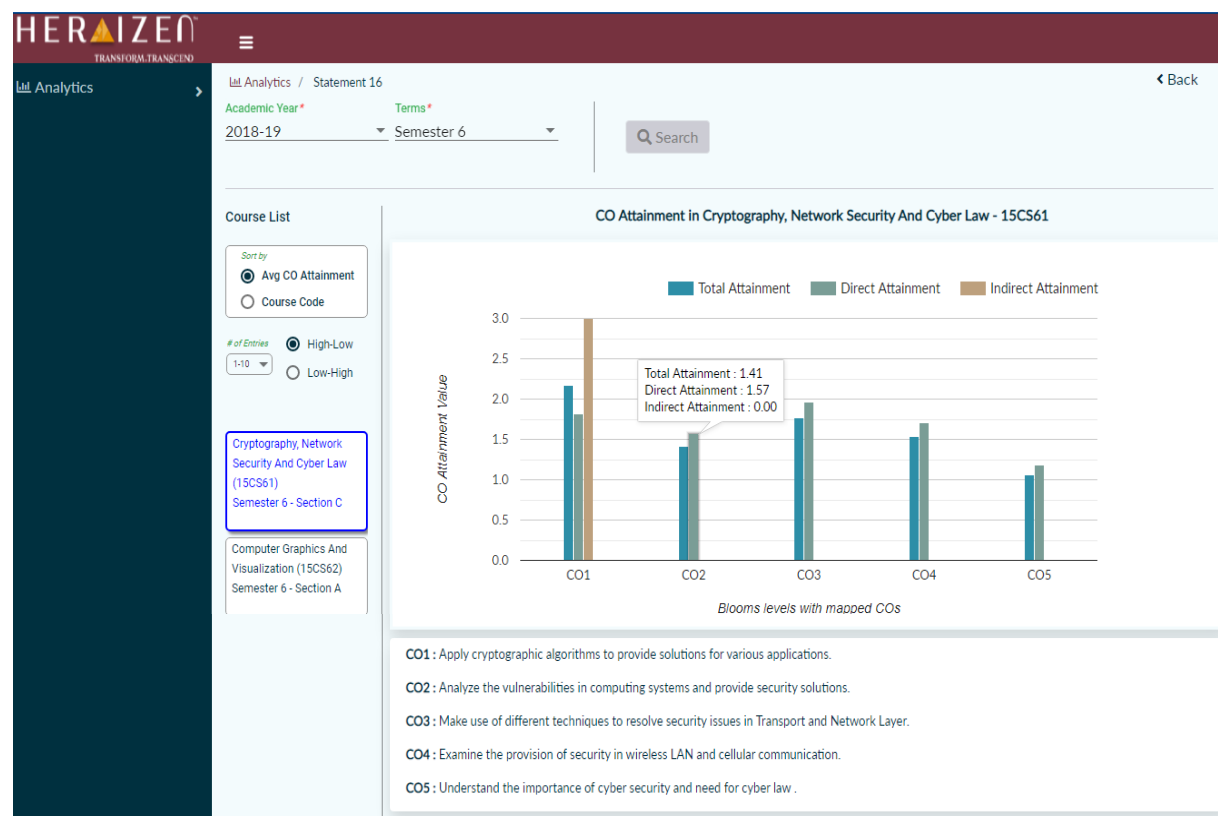 HERAIZEN
TRANSFORM.TRANSCEND
Analytics
Analytics / Statement 16
Back
Academic Year*
Terms*
2018-19
Semester 6
Search
Course List
Sort by
Avg CO Attainment
Course Code
# of Entries
High-Low
1-10
Low-High
Cryptography, Network
Security And Cyber Law
(15CS61)
Semester 6 - Section C
Computer Graphics And
Visualization (15CS62)
Semester 6 - Section A
CO Attainment in Cryptography, Network Security And Cyber Law - 15CS61
Total Attainment
Direct Attainment
Indirect Attainment
3.0
2.5
2.0
1.5
1.0
0.5
0.0
CO Attainment Value
Total Attainment : 1.41
Direct Attainment : 1.57
Indirect Attainment : 0.00
CO1
CO2
CO3
CO4
CO5
Blooms levels with mapped COs
CO1 : Apply cryptographic algorithms to provide solutions for various applications.
CO2 : Analyze the vulnerabilities in computing systems and provide security solutions.
CO3 : Make use of different techniques to resolve security issues in Transport and Network Layer.
CO4 : Examine the provision of security in wireless LAN and cellular communication.
CO5 : Understand the importance of cyber security and need for cyber law .